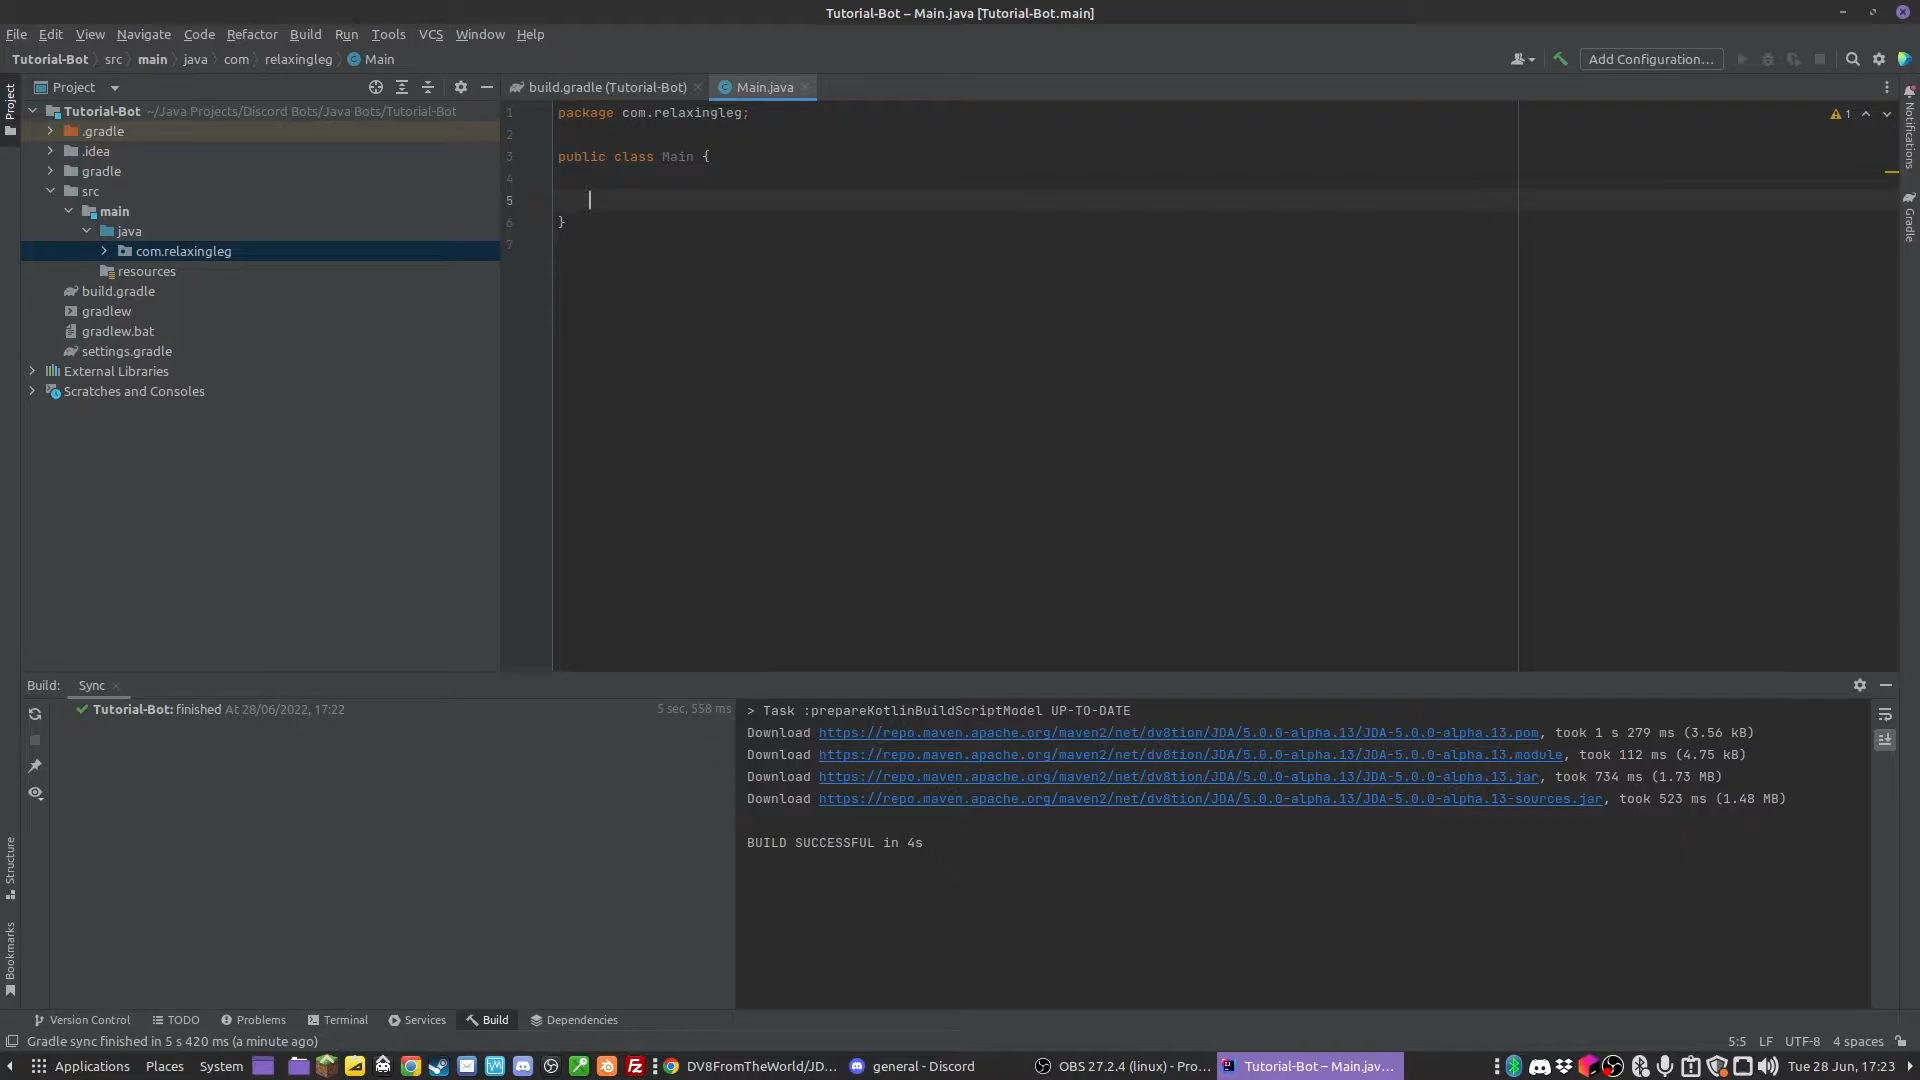 Tutorial-Bot – Main.java [Tutorial-Bot.main]
File Edit View Navigate Code Refactor Build Run Tools VCS Window Help
Tutorial-Bot src main java com relaxingleg Main
Add Configuration...
Project
build.gradle (Tutorial-Bot)
Main.java
Project
Tutorial-Bot ~/Java Projects/Discord Bots/Java Bots/Tutorial-Bot
.gradle
.idea
gradle
src
main
java
com.relaxingleg
resources
build.gradle
gradlew
gradlew.bat
settings.gradle
External Libraries
Scratches and Consoles
1 package com.relaxingleg;
2
3 public class Main {
4
5
6 }
7
1
Notifications
Gradle
Build: Sync
Tutorial-Bot: finished At 28/06/2022, 17:22 5 sec, 558 ms
> Task :prepareKotlinBuildScriptModel UP-TO-DATE
Download https://repo.maven.apache.org/maven2/net/dv8tion/JDA/5.0.0-alpha.13/JDA-5.0.0-alpha.13.pom, took 1 s 279 ms (3.56 kB)
Download https://repo.maven.apache.org/maven2/net/dv8tion/JDA/5.0.0-alpha.13/JDA-5.0.0-alpha.13.module, took 112 ms (4.75 kB)
Download https://repo.maven.apache.org/maven2/net/dv8tion/JDA/5.0.0-alpha.13/JDA-5.0.0-alpha.13.jar, took 734 ms (1.73 MB)
Download https://repo.maven.apache.org/maven2/net/dv8tion/JDA/5.0.0-alpha.13/JDA-5.0.0-alpha.13-sources.jar, took 523 ms (1.48 MB)
BUILD SUCCESSFUL in 4s
Structure
Bookmarks
Version Control TODO Problems Terminal Services Build Dependencies
Gradle sync finished in 5 s 420 ms (a minute ago)
5:5 LF UTF-8 4 spaces
Applications Places System DV8FromTheWorld/JD... general - Discord OBS 27.2.4 (linux) - Pro... Tutorial-Bot – Main.jav... Tue 28 Jun, 17:23